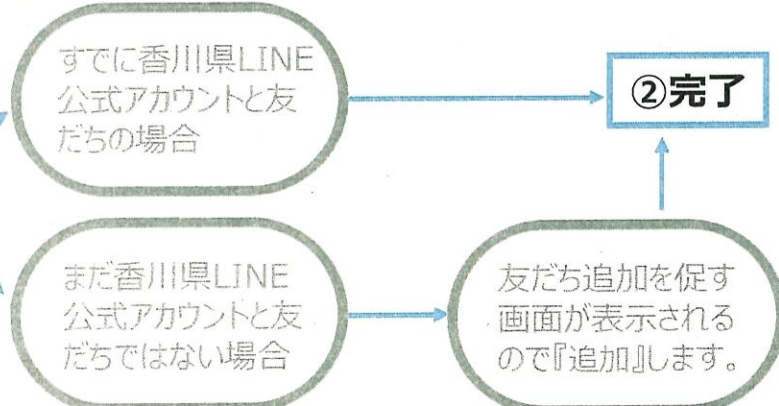 すでに香川県LINE
公式アカウントと友
だちの場合
②完了
まだ香川県LINE
公式アカウントと友
だちではない場合
友だち追加を促す
画面が表示される
ので『追加』します。